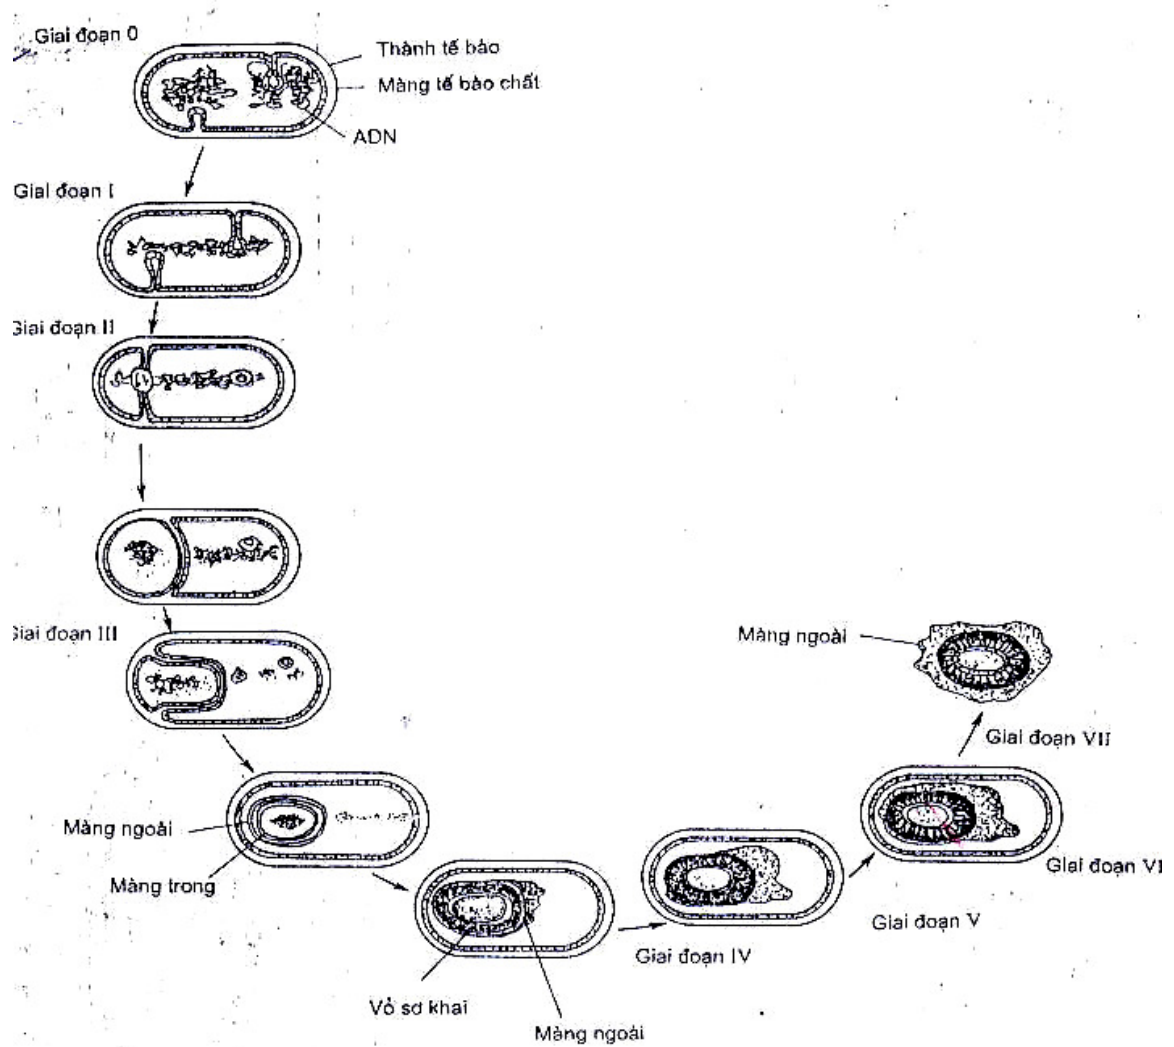 Giai đoạn 0
Thành tế bào
Màng tế bào chất
ADN
Giai đoạn I
Giai đoạn II
Giai đoạn III
Màng ngoài
Màng trong
Vỏ sơ khai
Màng ngoài
Giai đoạn IV
Giai đoạn V
Giai đoạn VI
Giai đoạn VII
Màng ngoài